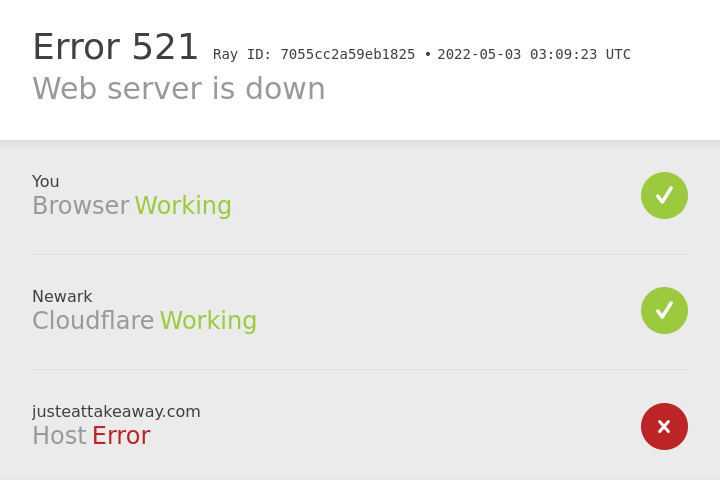 Error 521 Ray ID: 7055cc2a59eb1825 • 2022-05-03 03:09:23 UTC
Web server is down
You
Browser Working
Newark
Cloudflare Working
justeattakeaway.com
Host Error